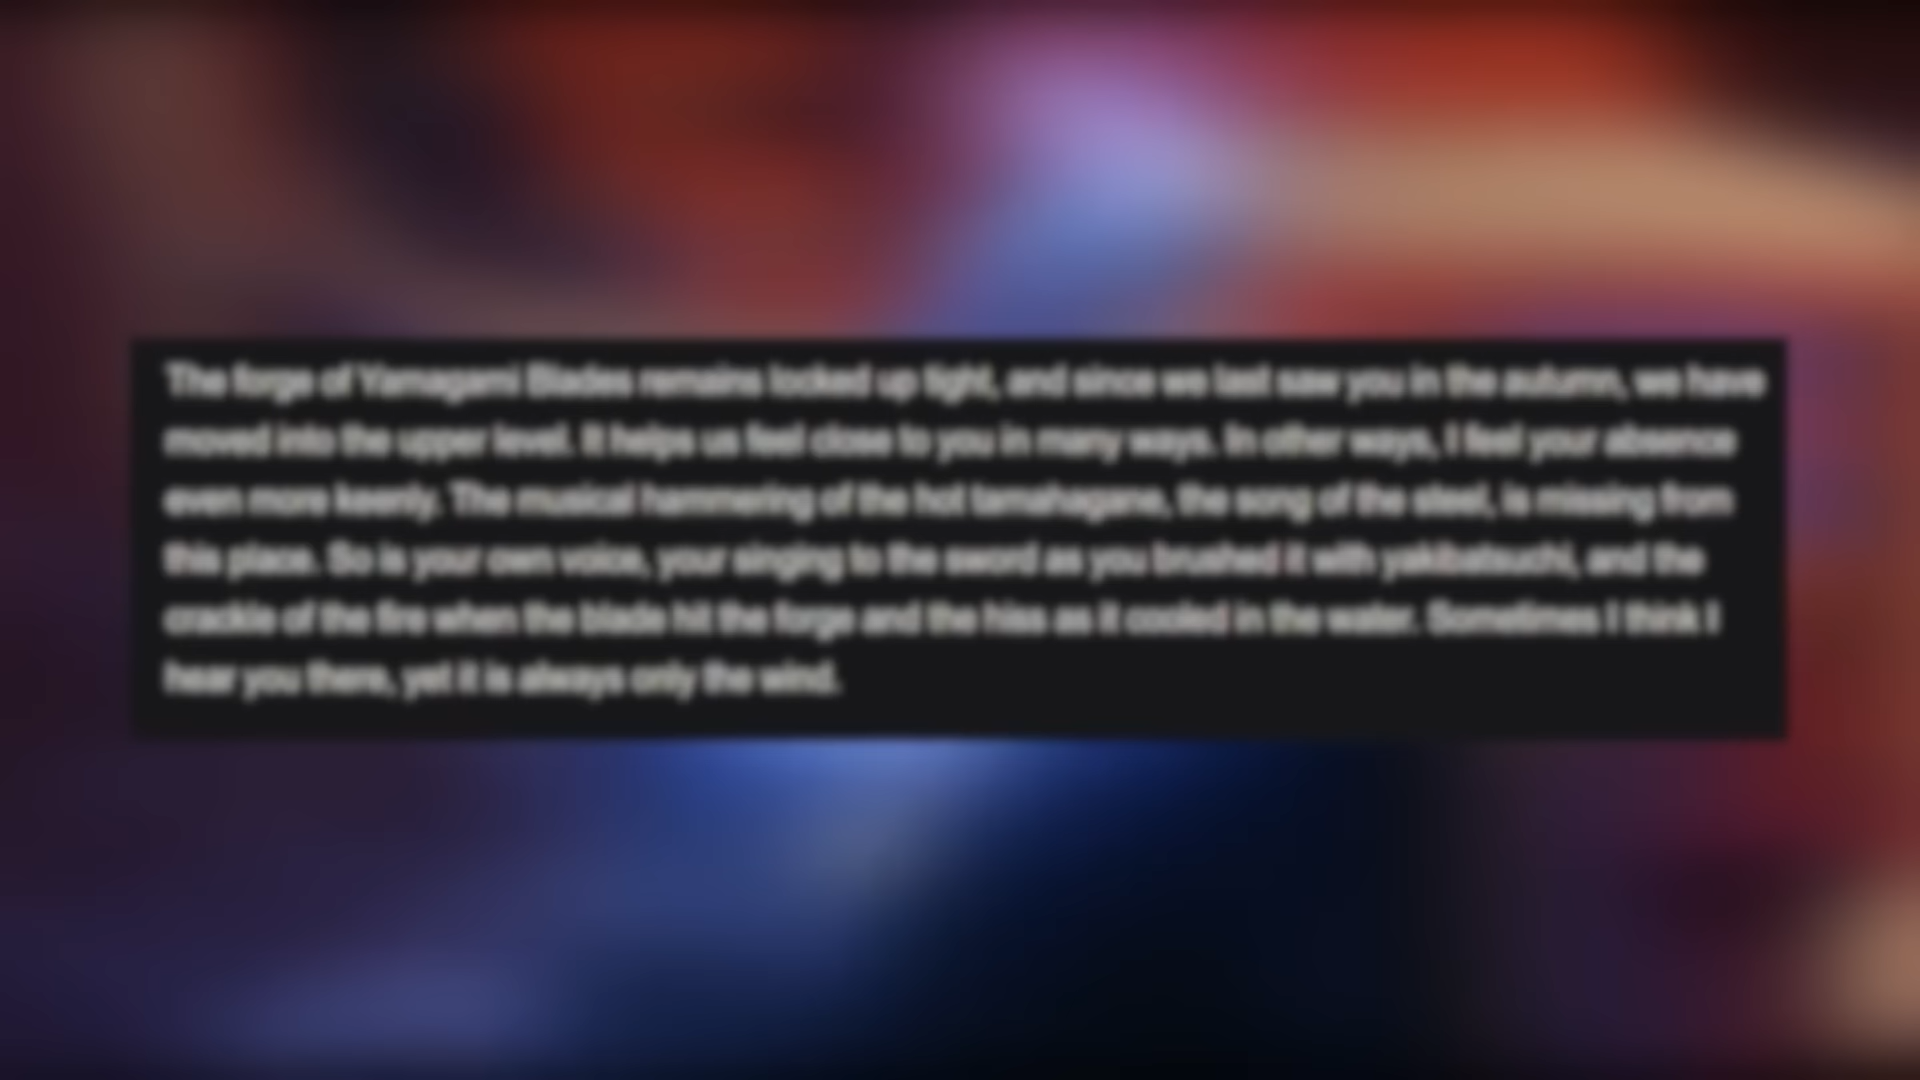 The forge of Yamagami Blades remains locked up tight, and since we last saw you in the autumn, we have
moved into the upper level. It helps us feel close to you in many ways. In other ways, I feel your absence
even more keenly. The musical hammering of the hot tamahagane, the song of the steel, is missing from
this place. So is your own voice, your singing to the sword as you brushed it with yakibatsuchi, and the
crackle of the fire when the blade hit the forge and the hiss as it cooled in the water. Sometimes I think I
hear you there, yet it is always only the wind.